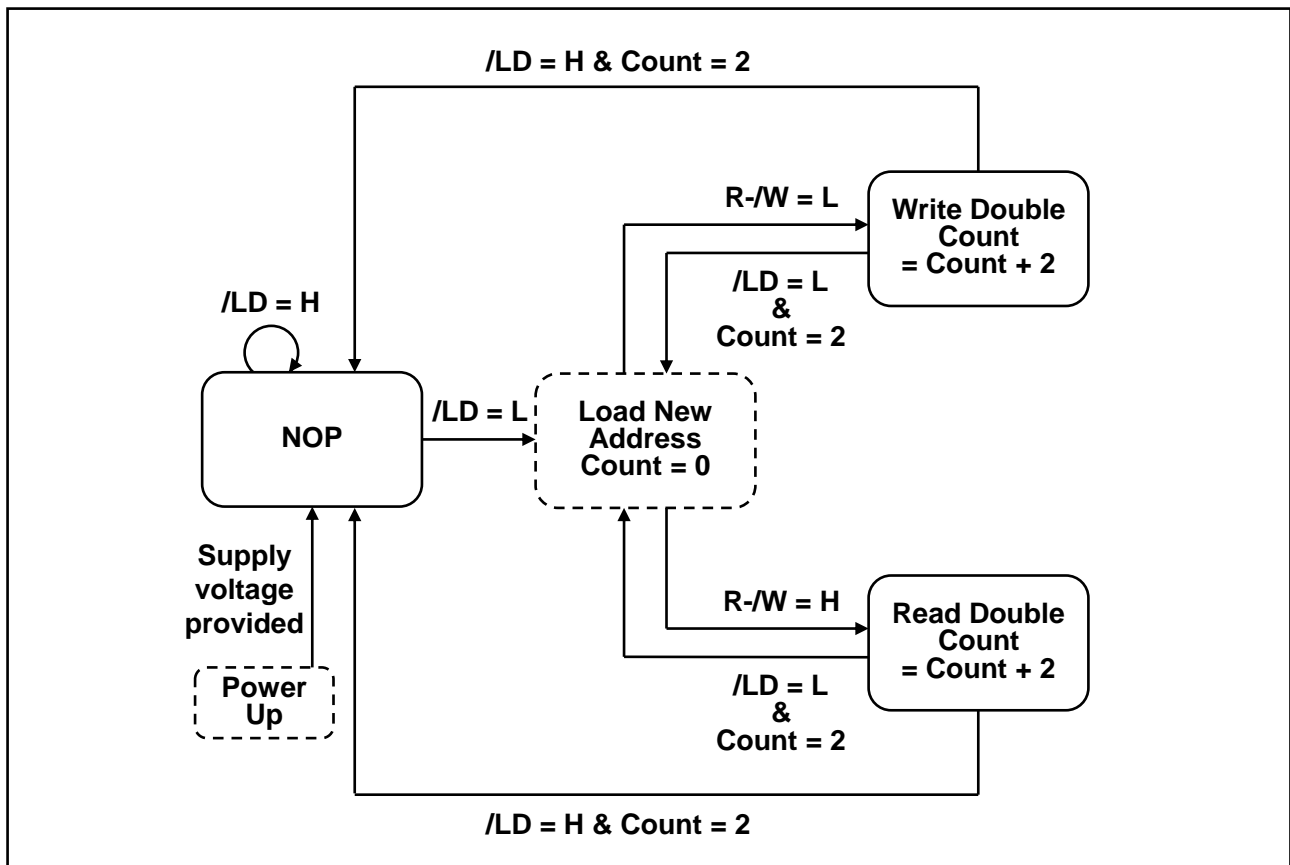 /LD = H & Count = 2
R-/W = L
Write Double
Count
= Count + 2
/LD = L
&
Count = 2
/LD = H
NOP
/LD = L
Load New
Address
Count = 0
Supply
voltage
provided
Power
Up
R-/W = H
Read Double
Count
= Count + 2
/LD = L
&
Count = 2
/LD = H & Count = 2